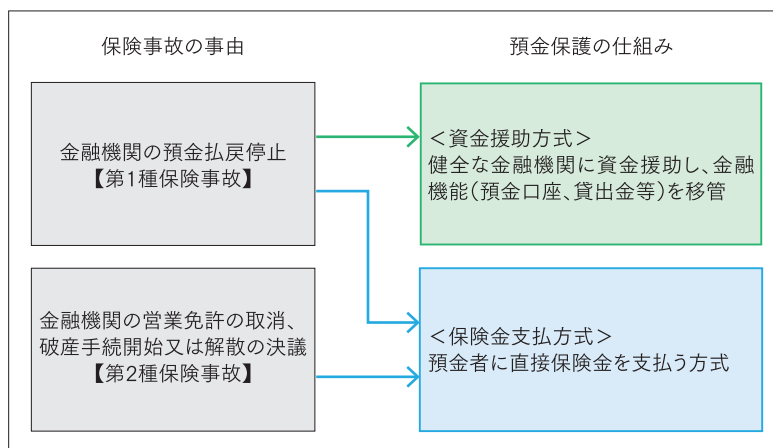 保険事故の事由
預金保護の仕組み
金融機関の預金払戻停止
【第1種保険事故】
＜資金援助方式＞
健全な金融機関に資金援助し、金融
機能（預金口座、貸出金等）を移管
金融機関の営業免許の取消、
破産手続開始又は解散の決議
【第2種保険事故】
＜保険金支払方式＞
預金者に直接保険金を支払う方式